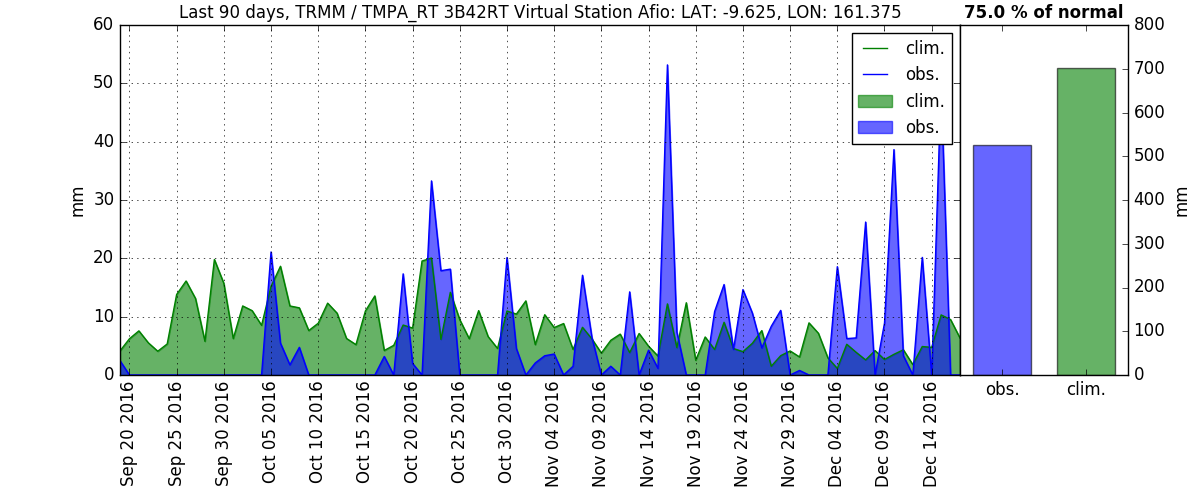 Last 90 days, TRMM / TMPA_RT 3B42RT Virtual Station Afio: LAT: -9.625, LON: 161.375
75.0 % of normal
60
50
40
30
20
10
0
mm
clim.
obs.
clim.
obs.
800
700
600
500
400
300
200
100
0
mm
Sep 20 2016
Sep 25 2016
Sep 30 2016
Oct 05 2016
Oct 10 2016
Oct 15 2016
Oct 20 2016
Oct 25 2016
Oct 30 2016
Nov 04 2016
Nov 09 2016
Nov 14 2016
Nov 19 2016
Nov 24 2016
Nov 29 2016
Dec 04 2016
Dec 09 2016
Dec 14 2016
obs.
clim.